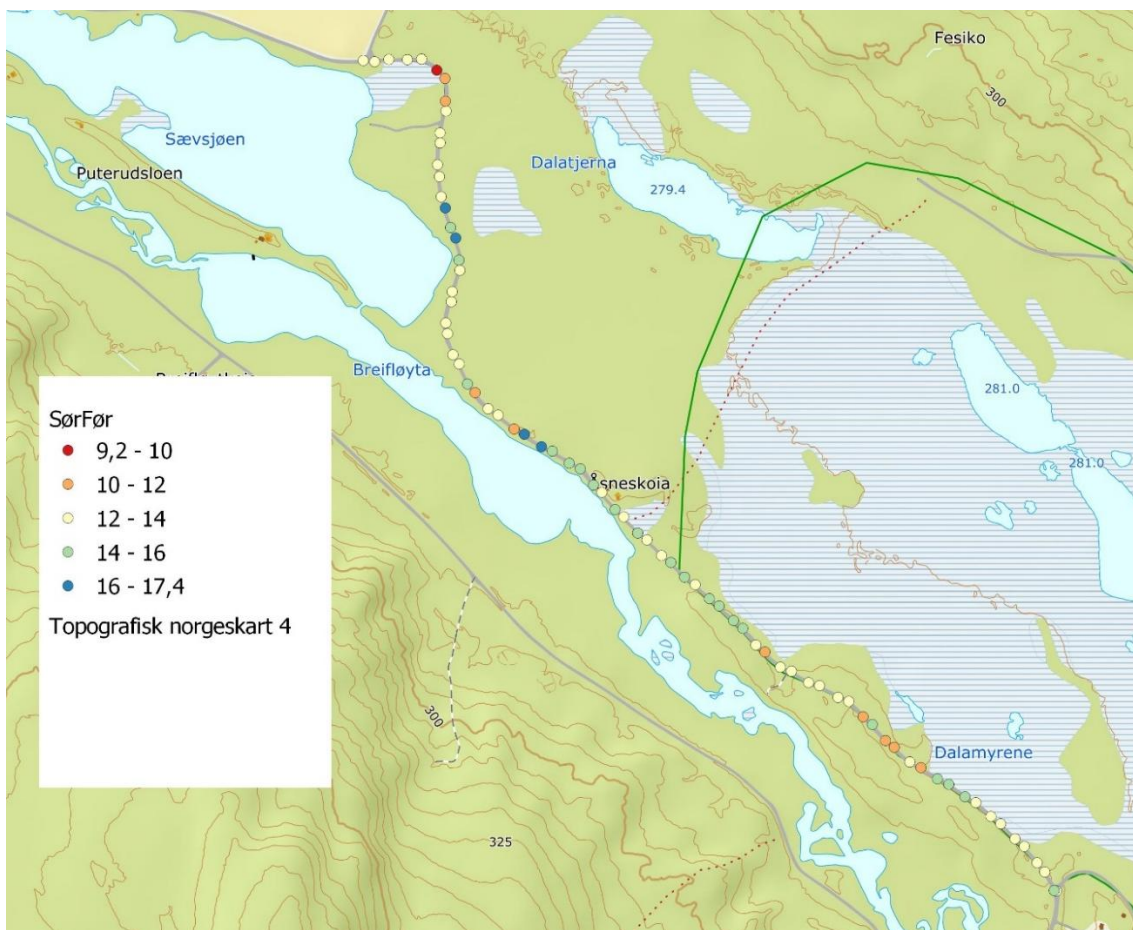 Fesiko
300
Sævsjøen
Dalatjerna
Puterudsloen
279.4
Breifløyta
281.0
281.0
Åsneskoia
SørFør
9,2 - 10
10 - 12
12 - 14
14 - 16
16 - 17,4
Topografisk norgeskart 4
300
Dalamyrene
325